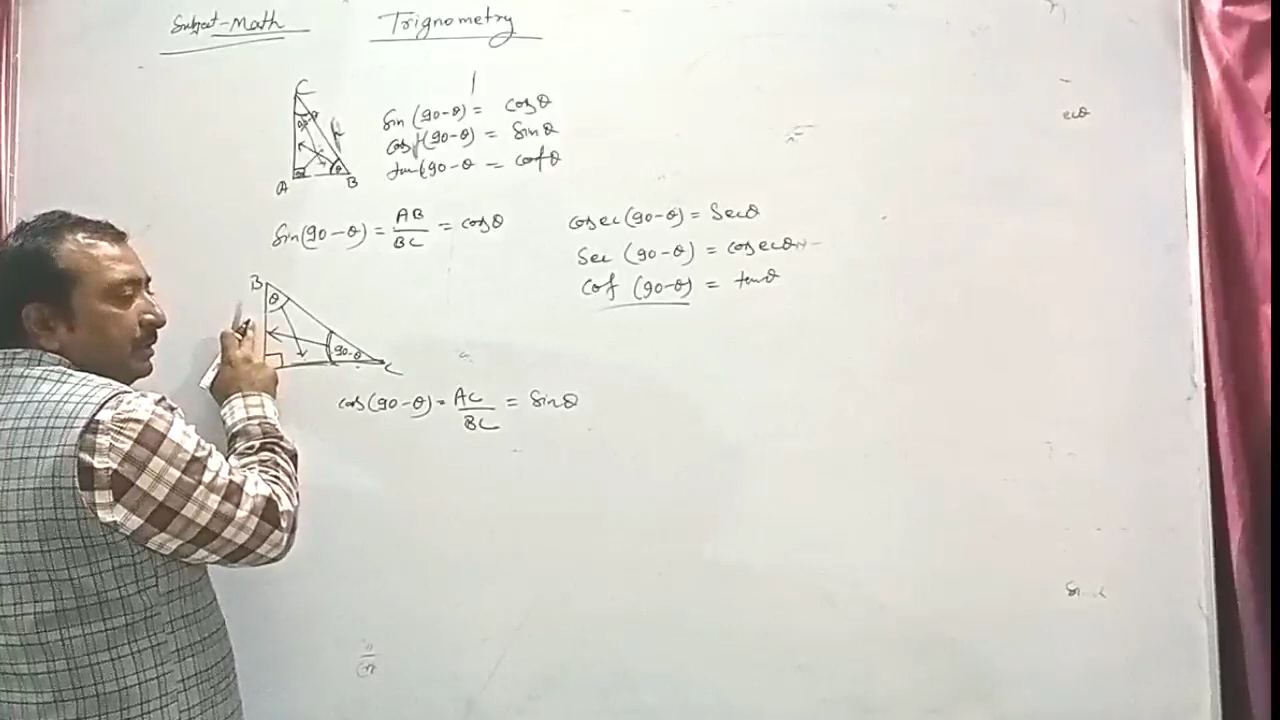 Subject-Math
Trignometry
C
A
B
θ
sin (90-θ) = cosθ
cos (90-θ) = sinθ
tan(90-θ = cotθ
sin(90-θ) = AB/BC = cosθ
cosec(90-θ) = secθ
sec (90-θ) = cosecθ
cot (90-θ) = tanθ
B
θ
90-θ
C
cos(90-θ) = AC/BC = sinθ
ecθ